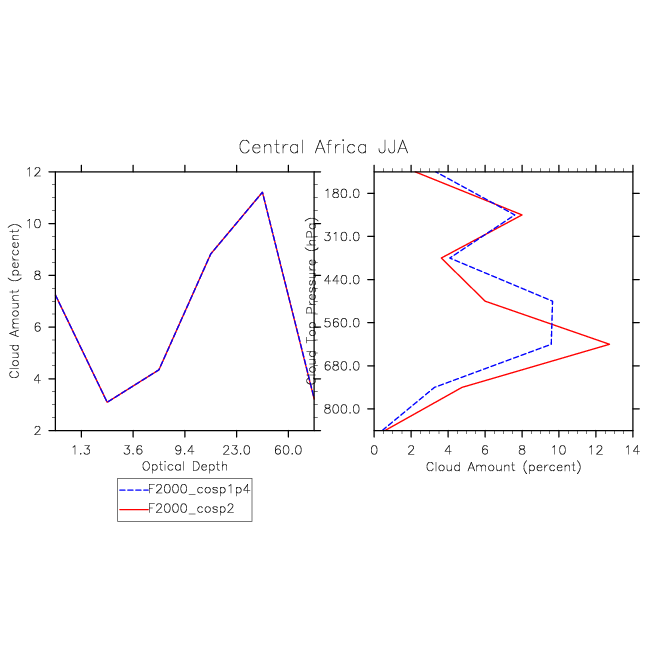 Central Africa JJA
12
10
8
6
4
2
Cloud Amount (percent)
1.3 3.6 9.4 23.0 60.0
Optical Depth
Cloud Top Pressure (hPa)
180.0
310.0
440.0
560.0
680.0
800.0
0 2 4 6 8 10 12 14
Cloud Amount (percent)
F2000_cosp1p4
F2000_cosp2